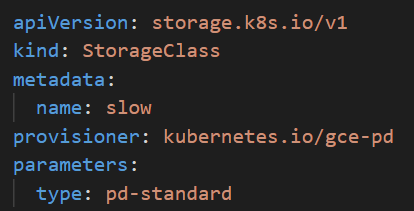 apiVersion: storage.k8s.io/v1
kind: StorageClass
metadata:
  name: slow
provisioner: kubernetes.io/gce-pd
parameters:
  type: pd-standard